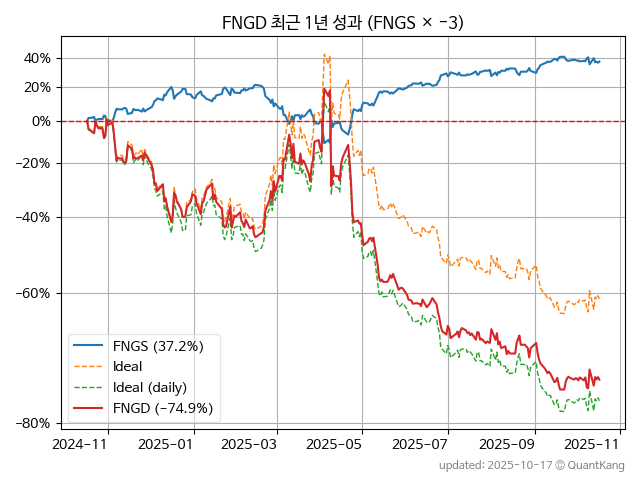 FNGD 최근 1년 성과 (FNGS × −3)
40%
20%
0%
−20%
−40%
−60%
−80%
FNGS (37.2%)
Ideal
Ideal (daily)
FNGD (−74.9%)
2024−11
2025−01
2025−03
2025−05
2025−07
2025−09
2025−11
updated: 2025-10-17 © QuantKang